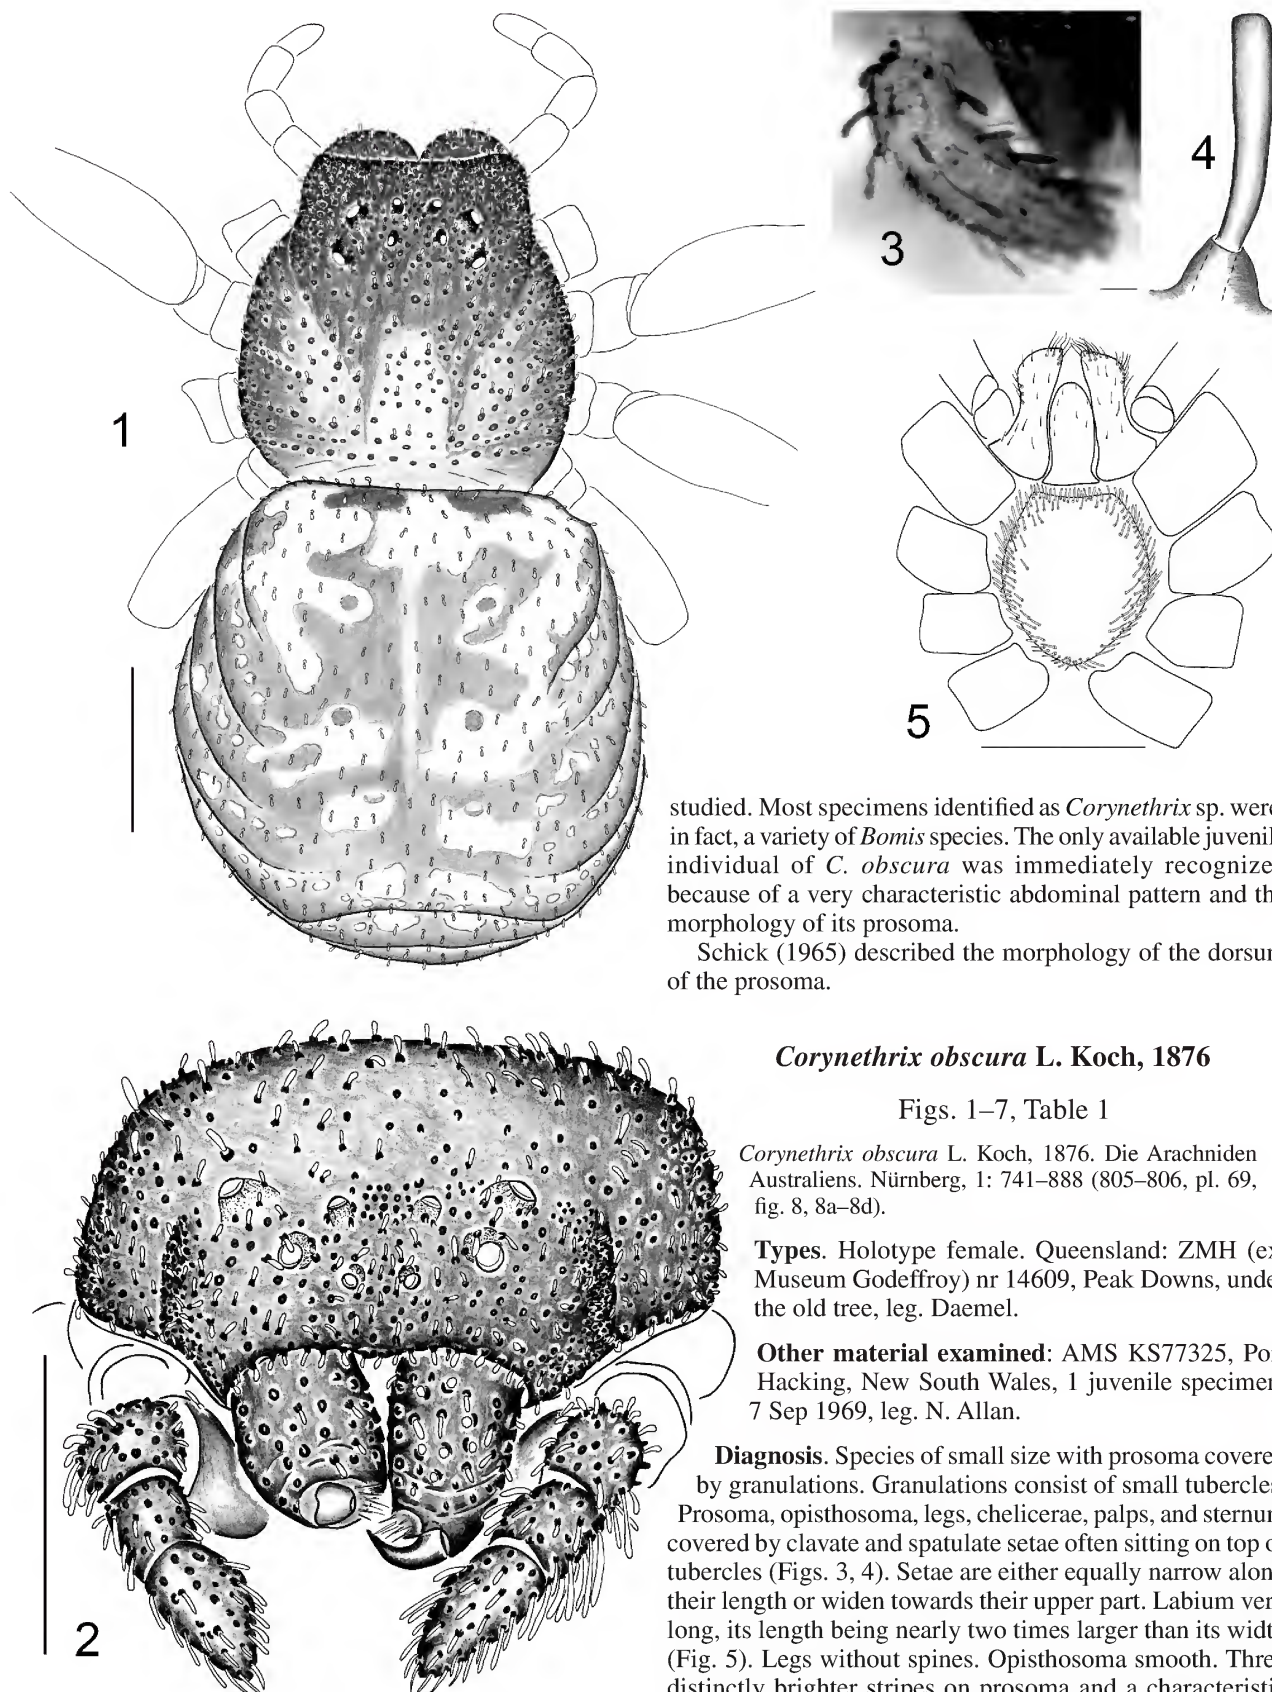 1
3
4
5
2
studied. Most specimens identified as Corynethrix sp. were
in fact, a variety of Bomis species. The only available juvenil
individual of C. obscura was immediately recognize
because of a very characteristic abdominal pattern and th
morphology of its prosoma.
Schick (1965) described the morphology of the dorsu
of the prosoma.
Corynethrix obscura L. Koch, 1876
Figs. 1–7, Table 1
Corynethrix obscura L. Koch, 1876. Die Arachniden
Australiens. Nürnberg, 1: 741–888 (805–806, pl. 69,
fig. 8, 8a–8d).
Types. Holotype female. Queensland: ZMH (ex
Museum Godeffroy) nr 14609, Peak Downs, unde
the old tree, leg. Daemel.
Other material examined: AMS KS77325, Po
Hacking, New South Wales, 1 juvenile specime
7 Sep 1969, leg. N. Allan.
Diagnosis. Species of small size with prosoma covere
by granulations. Granulations consist of small tubercles
Prosoma, opisthosoma, legs, chelicerae, palps, and sternu
covered by clavate and spatulate setae often sitting on top o
tubercles (Figs. 3, 4). Setae are either equally narrow alon
their length or widen towards their upper part. Labium ver
long, its length being nearly two times larger than its widt
(Fig. 5). Legs without spines. Opisthosoma smooth. Thre
distinctly brighter stripes on prosoma and a characteristi